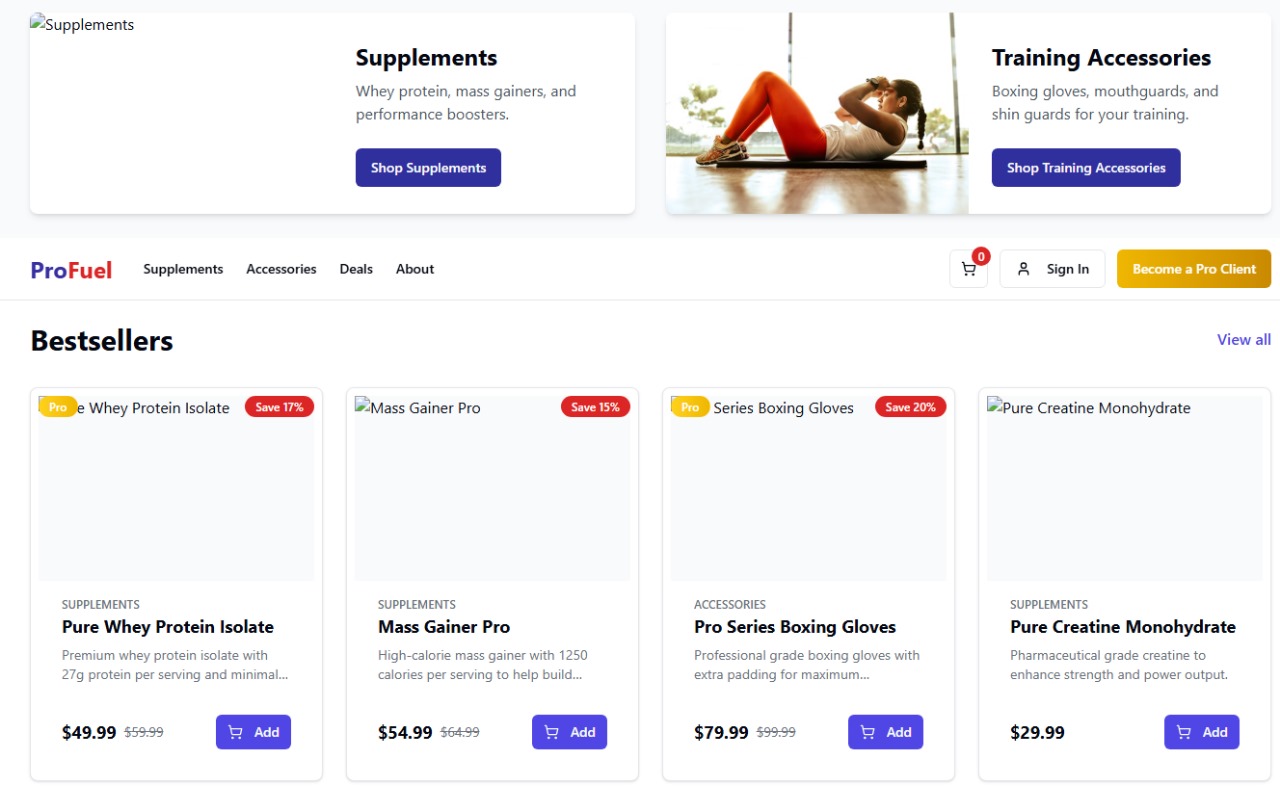 Supplements
Supplements
Whey protein, mass gainers, and
performance boosters.
Shop Supplements
Training Accessories
Boxing gloves, mouthguards, and
shin guards for your training.
Shop Training Accessories
ProFuel
Supplements
Accessories
Deals
About
0
Sign In
Become a Pro Client
Bestsellers
View all
Pro
e Whey Protein Isolate
Save 17%
SUPPLEMENTS
Pure Whey Protein Isolate
Premium whey protein isolate with
27g protein per serving and minimal...
$49.99 $59.99
Add
Mass Gainer Pro
Save 15%
SUPPLEMENTS
Mass Gainer Pro
High-calorie mass gainer with 1250
calories per serving to help build...
$54.99 $64.99
Add
Pro
Series Boxing Gloves
Save 20%
ACCESSORIES
Pro Series Boxing Gloves
Professional grade boxing gloves with
extra padding for maximum...
$79.99 $99.99
Add
Pure Creatine Monohydrate
SUPPLEMENTS
Pure Creatine Monohydrate
Pharmaceutical grade creatine to
enhance strength and power output.
$29.99
Add